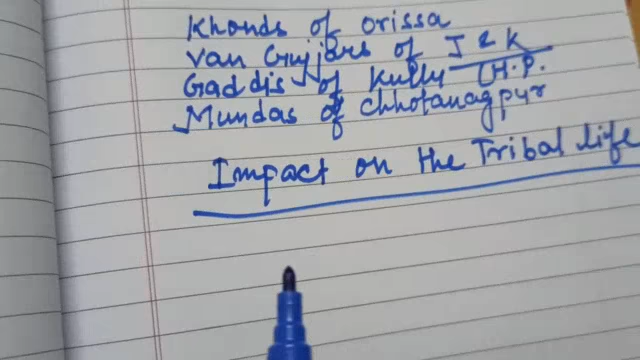 Khonds of Orissa
Van Gujjars of J & K
Gaddis of Kullu (H.P.
Mundas of Chhotanagpur
Impact on the Tribal life